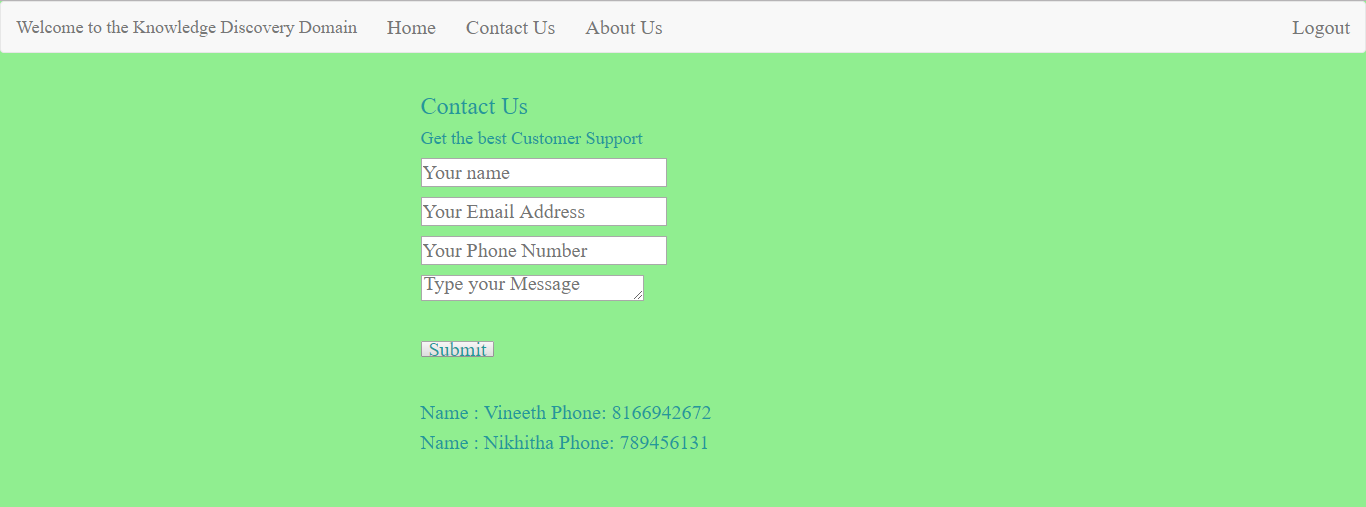 Welcome to the Knowledge Discovery Domain Home Contact Us About Us Logout
Contact Us
Get the best Customer Support
Your name
Your Email Address
Your Phone Number
Type your Message
Submit
Name : Vineeth Phone: 8166942672
Name : Nikhitha Phone: 789456131